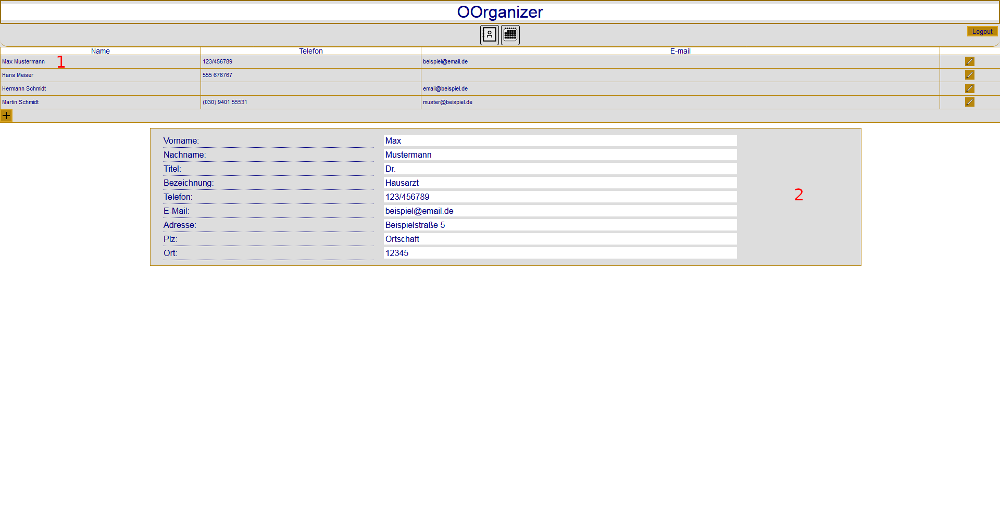 OOrganizer
Logout
Name Telefon E-mail
Max Mustermann 1 123/456789 beispiel@email.de
Hans Meiser 555 676767
Hermann Schmidt email@beispiel.de
Martin Schmidt (030) 9401 55531 muster@beispiel.de
+
Vorname: Max
Nachname: Mustermann
Titel: Dr.
Bezeichnung: Hausarzt
Telefon: 123/456789 2
E-Mail: beispiel@email.de
Adresse: Beispielstraße 5
Plz: Ortschaft
Ort: 12345